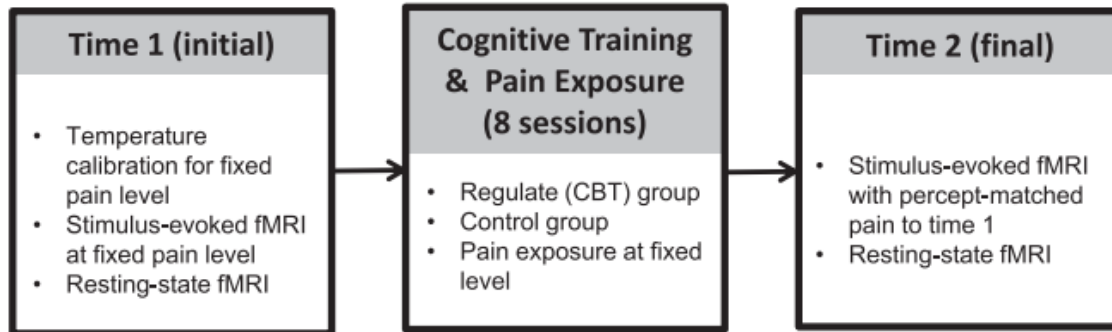 Time 1 (initial)
• Temperature
calibration for fixed
pain level
• Stimulus-evoked fMRI
at fixed pain level
• Resting-state fMRI
Cognitive Training
& Pain Exposure
(8 sessions)
• Regulate (CBT) group
• Control group
• Pain exposure at fixed
level
Time 2 (final)
• Stimulus-evoked fMRI
with percept-matched
pain to time 1
• Resting-state fMRI